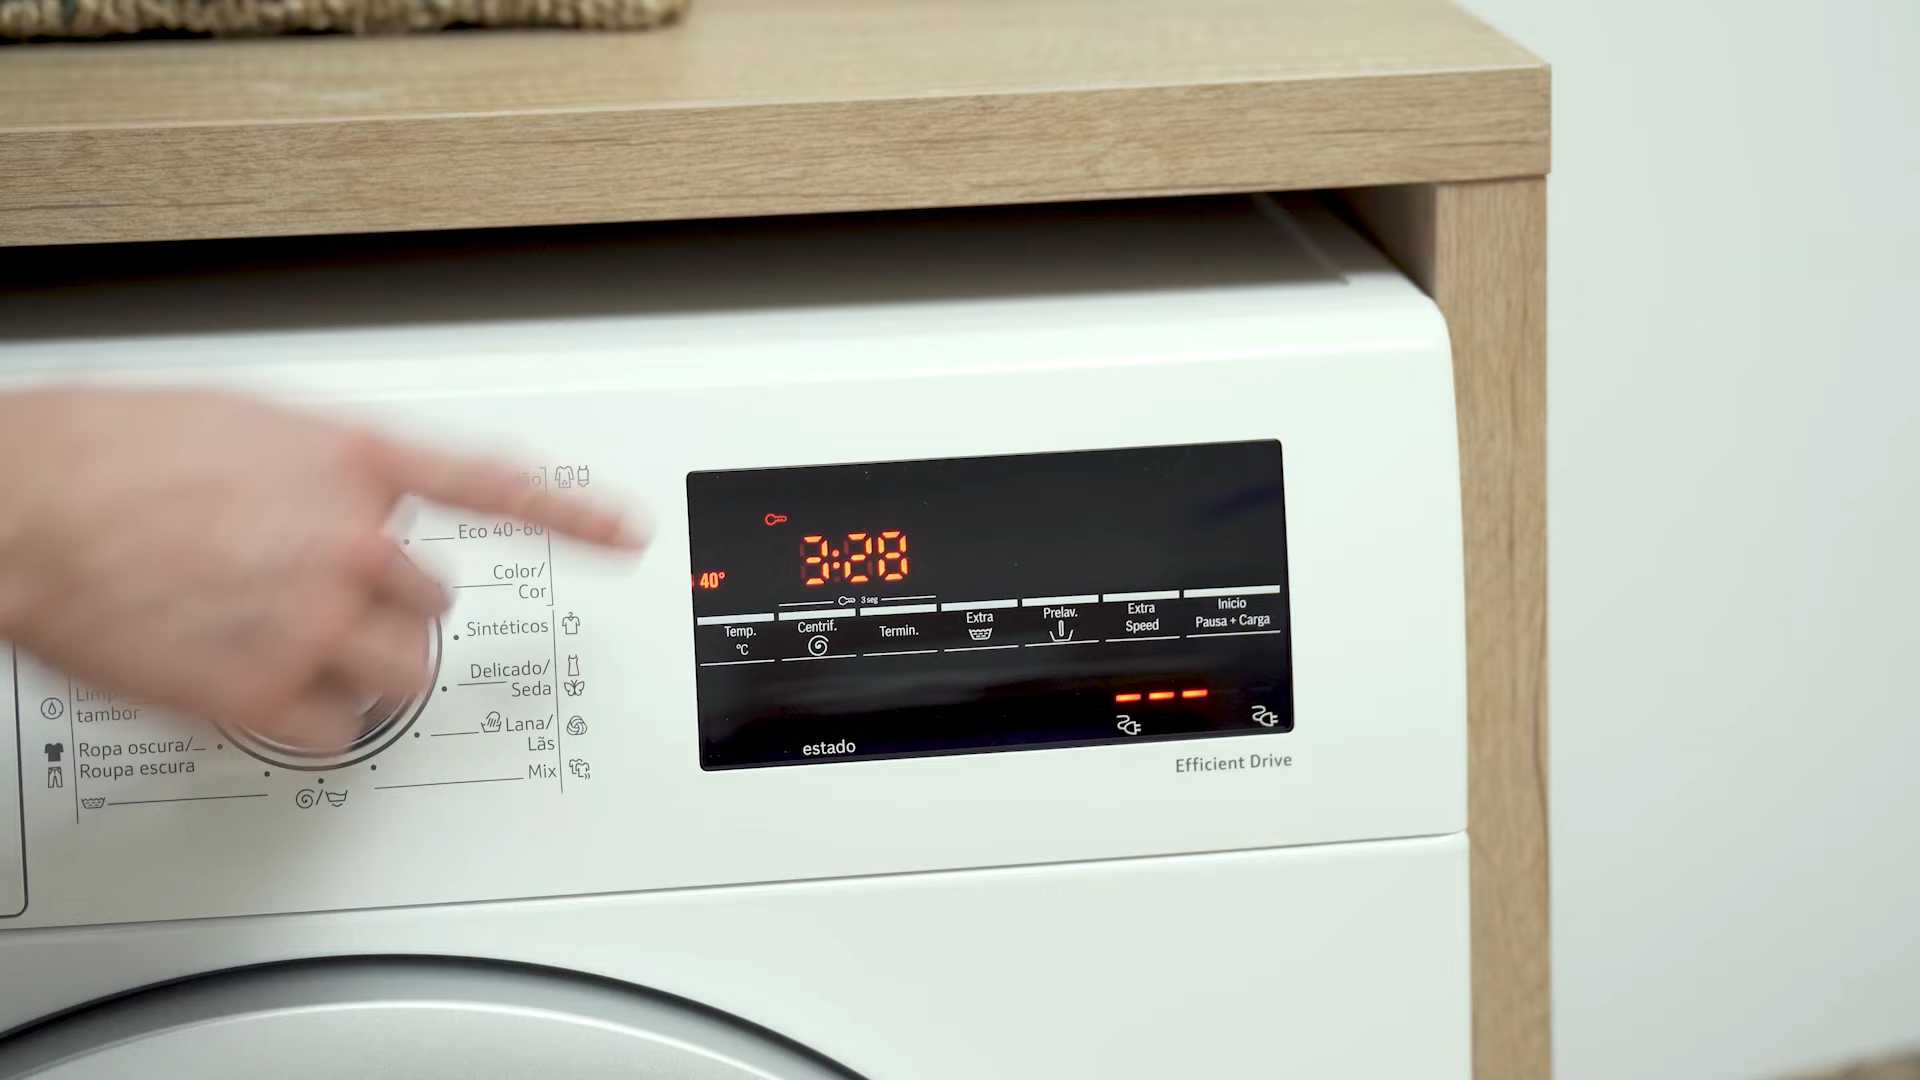 Eco 40-60
Color/
Cor
Sintéticos
Delicado/
Seda
Lana/
Lãs
Mix
tambor
Ropa oscura/
Roupa escura
3:28
40°
3 seg
Temp.
°C
Centrif.
Termin.
Extra
Prelav.
Extra
Speed
Inicio
Pausa + Carga
---
estado
Efficient Drive